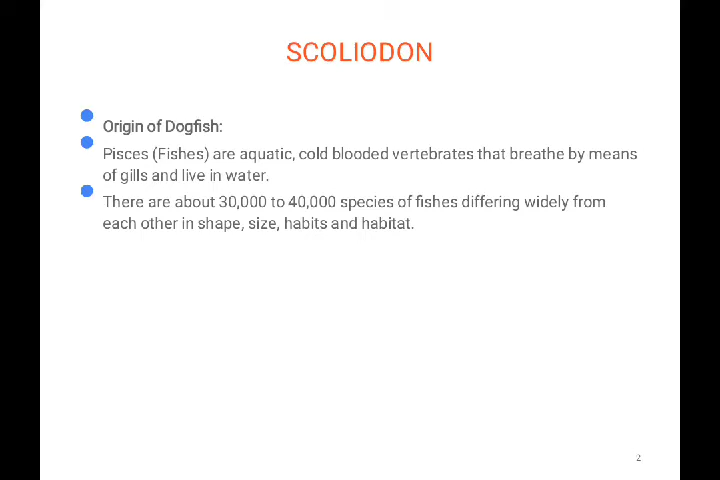 SCOLIODON
Origin of Dogfish:
Pisces (Fishes) are aquatic, cold blooded vertebrates that breathe by means
of gills and live in water.
There are about 30,000 to 40,000 species of fishes differing widely from
each other in shape, size, habits and habitat.
2